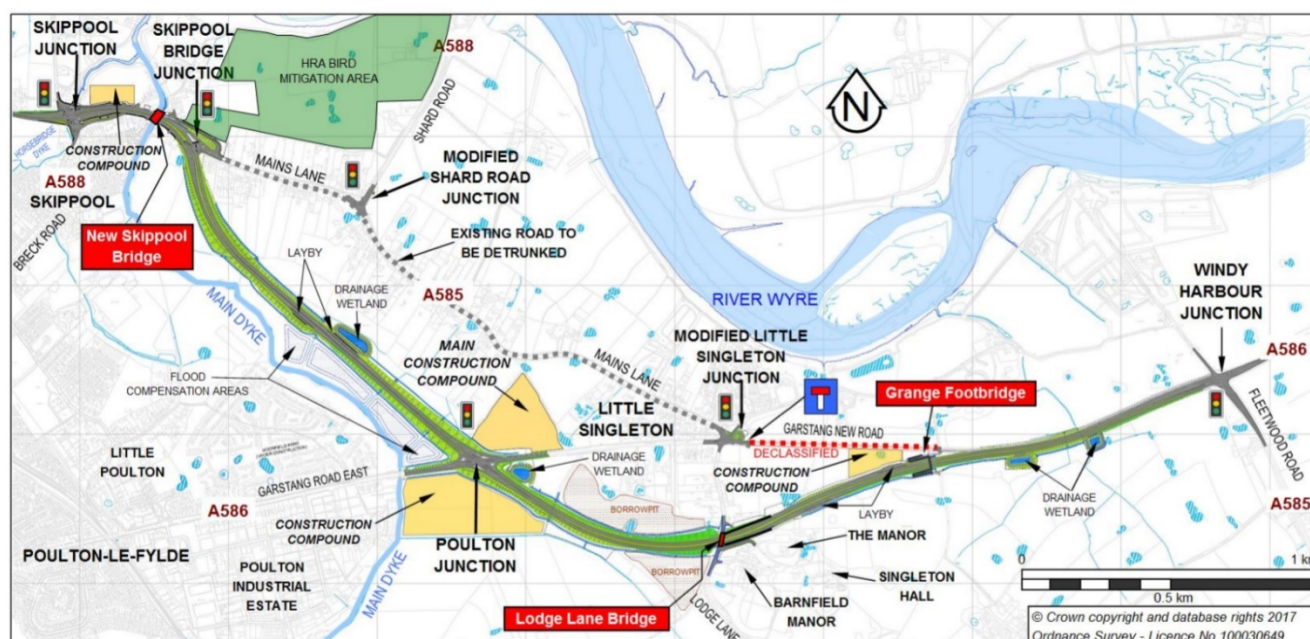 SKIPPOOL
JUNCTION
SKIPPOOL
BRIDGE
JUNCTION
HRA BIRD
MITIGATION AREA
A588
SHARD ROAD
N
HORSEBRIDGE
DYKE
CONSTRUCTION
COMPOUND
A588
SKIPPOOL
BRECK ROAD
MAINS LANE
MODIFIED
SHARD ROAD
JUNCTION
EXISTING ROAD TO
BE DETRUNKED
New Skippool
Bridge
LAYBY
DRAINAGE
WETLAND
A585
RIVER WYRE
WINDY
HARBOUR
JUNCTION
MAIN DYKE
MAIN
CONSTRUCTION
COMPOUND
MAINS LANE
MODIFIED LITTLE
SINGLETON
JUNCTION
A586
FLOOD
COMPENSATION AREAS
LITTLE
SINGLETON
Grange Footbridge
GARSTANG NEW ROAD
DECLASSIFIED
FLEETWOOD ROAD
LITTLE
POULTON
GARSTANG ROAD EAST
DRAINAGE
WETLAND
CONSTRUCTION
COMPOUND
DRAINAGE
WETLAND
A586
CONSTRUCTION
COMPOUND
BORROWPIT
LAYBY
A585
POULTON-LE-FYLDE
POULTON
INDUSTRIAL
ESTATE
MAIN DYKE
POULTON
JUNCTION
BORROWPIT
THE MANOR
SINGLETON
HALL
Lodge Lane Bridge
LODGE LANE
BARNFIELD
MANOR
0
1 km
0.5 km
© Crown copyright and database rights 2017
Ordnance Survey - Licence No 100030649